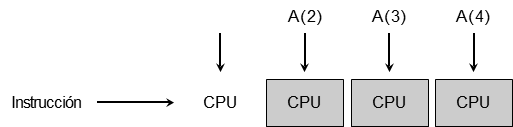 A(2) A(3) A(4)
Instrucción CPU CPU CPU CPU